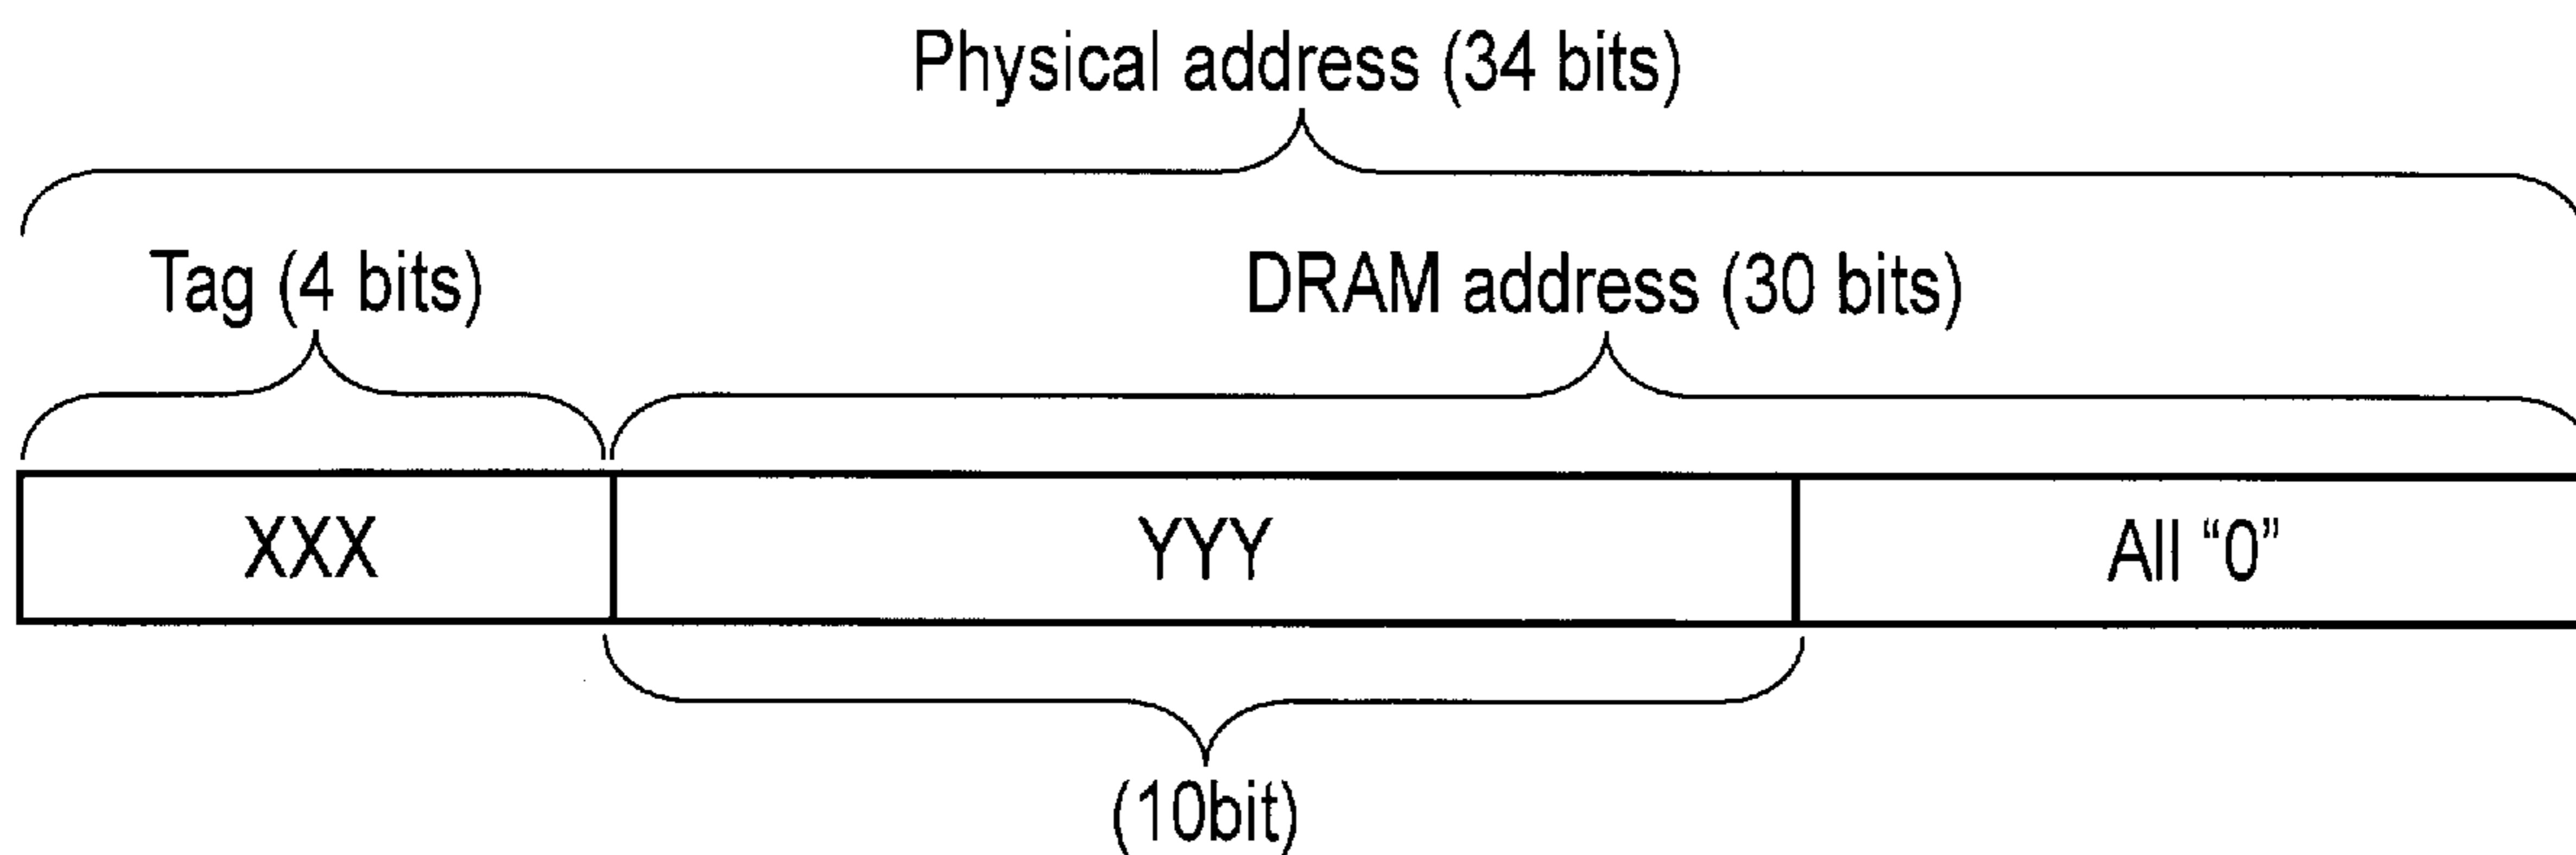 Physical address (34 bits)
Tag (4 bits)
DRAM address (30 bits)
XXX
YYY
All “0”
(10bit)